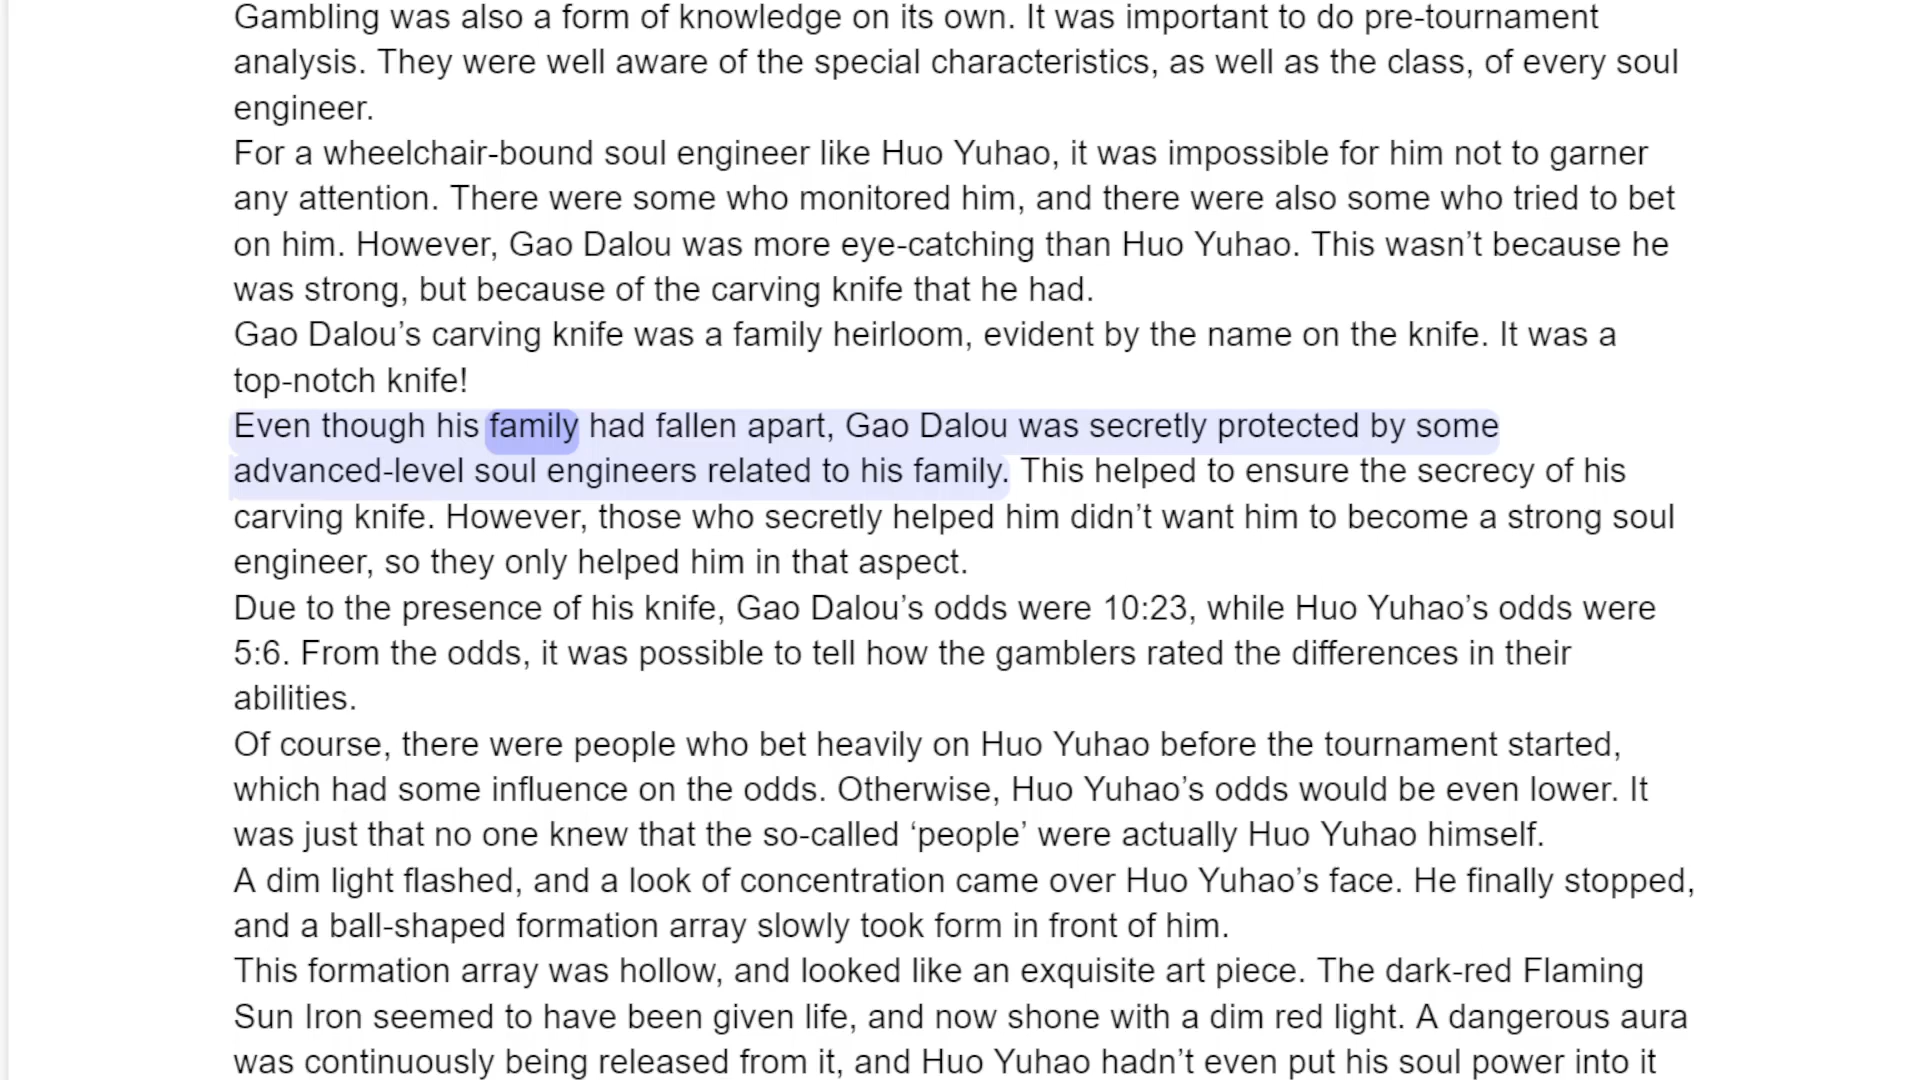 Gambling was also a form of knowledge on its own. It was important to do pre-tournament
analysis. They were well aware of the special characteristics, as well as the class, of every soul
engineer.
For a wheelchair-bound soul engineer like Huo Yuhao, it was impossible for him not to garner
any attention. There were some who monitored him, and there were also some who tried to bet
on him. However, Gao Dalou was more eye-catching than Huo Yuhao. This wasn’t because he
was strong, but because of the carving knife that he had.
Gao Dalou’s carving knife was a family heirloom, evident by the name on the knife. It was a
top-notch knife!
Even though his family had fallen apart, Gao Dalou was secretly protected by some
advanced-level soul engineers related to his family. This helped to ensure the secrecy of his
carving knife. However, those who secretly helped him didn’t want him to become a strong soul
engineer, so they only helped him in that aspect.
Due to the presence of his knife, Gao Dalou’s odds were 10:23, while Huo Yuhao’s odds were
5:6. From the odds, it was possible to tell how the gamblers rated the differences in their
abilities.
Of course, there were people who bet heavily on Huo Yuhao before the tournament started,
which had some influence on the odds. Otherwise, Huo Yuhao’s odds would be even lower. It
was just that no one knew that the so-called ‘people’ were actually Huo Yuhao himself.
A dim light flashed, and a look of concentration came over Huo Yuhao’s face. He finally stopped,
and a ball-shaped formation array slowly took form in front of him.
This formation array was hollow, and looked like an exquisite art piece. The dark-red Flaming
Sun Iron seemed to have been given life, and now shone with a dim red light. A dangerous aura
was continuously being released from it, and Huo Yuhao hadn’t even put his soul power into it